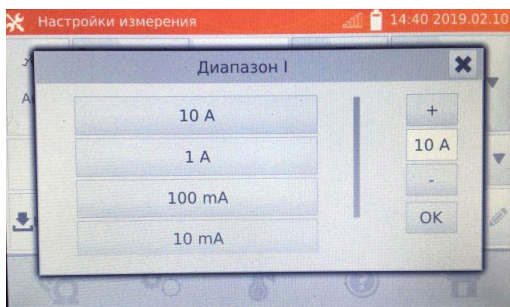 Настройки измерения
14:40 2019.02.10
Диапазон I
10 A
1 A
100 mA
10 mA
+
10 A
-
OK